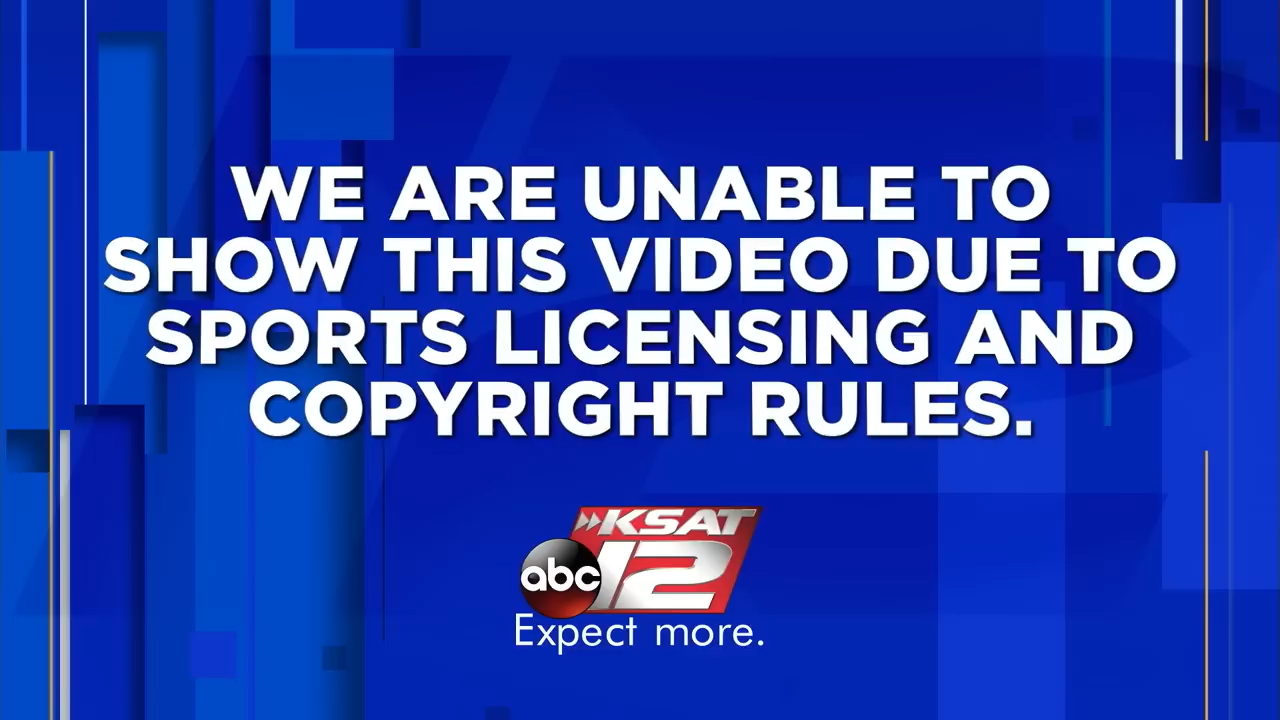 WE ARE UNABLE TO
SHOW THIS VIDEO DUE TO
SPORTS LICENSING AND
COPYRIGHT RULES.
KSAT
abc 12
Expect more.